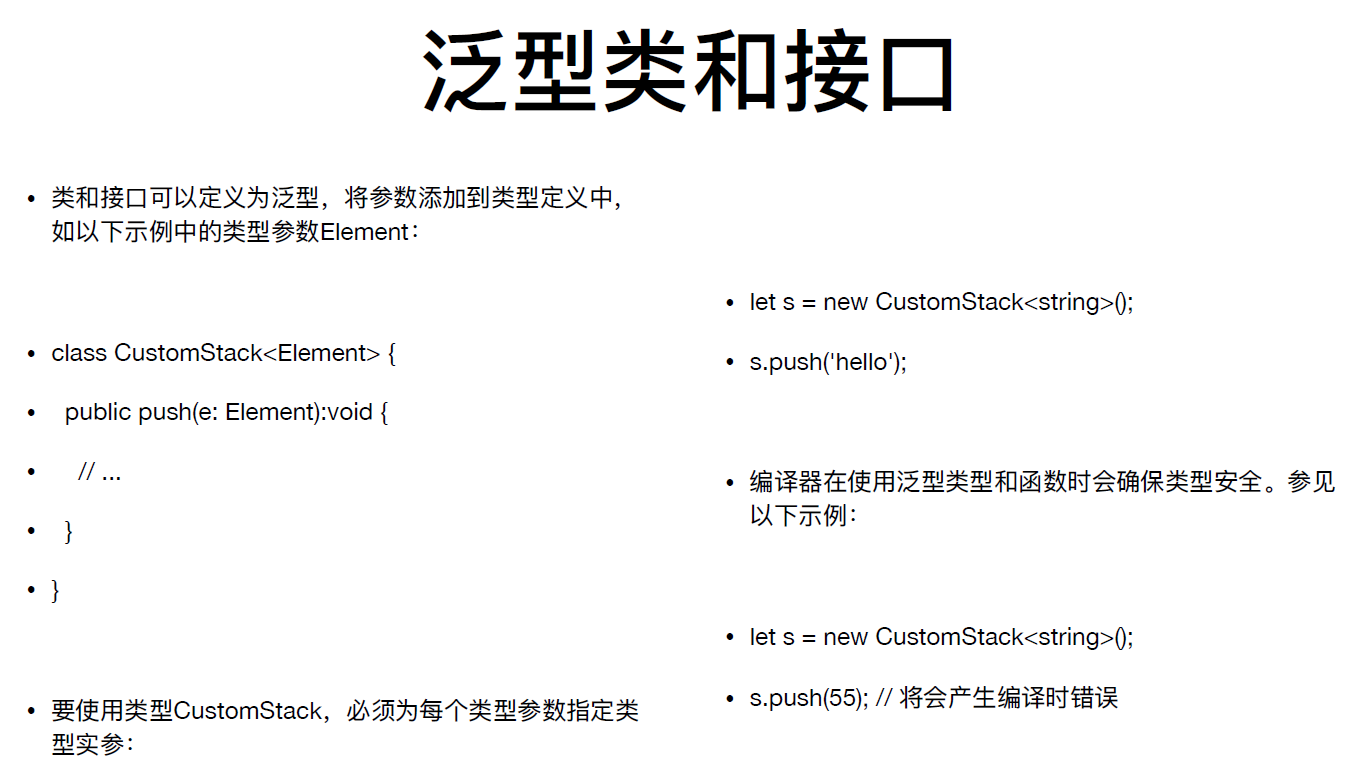 泛型类和接口
• 类和接口可以定义为泛型，将参数添加到类型定义中，
如以下示例中的类型参数Element：
• class CustomStack<Element> {
• public push(e: Element):void {
• // ...
• }
• }
• 要使用类型CustomStack，必须为每个类型参数指定类
型实参：
• let s = new CustomStack<string>();
• s.push('hello');
• 编译器在使用泛型类型和函数时会确保类型安全。参见
以下示例：
• let s = new CustomStack<string>();
• s.push(55); // 将会产生编译时错误